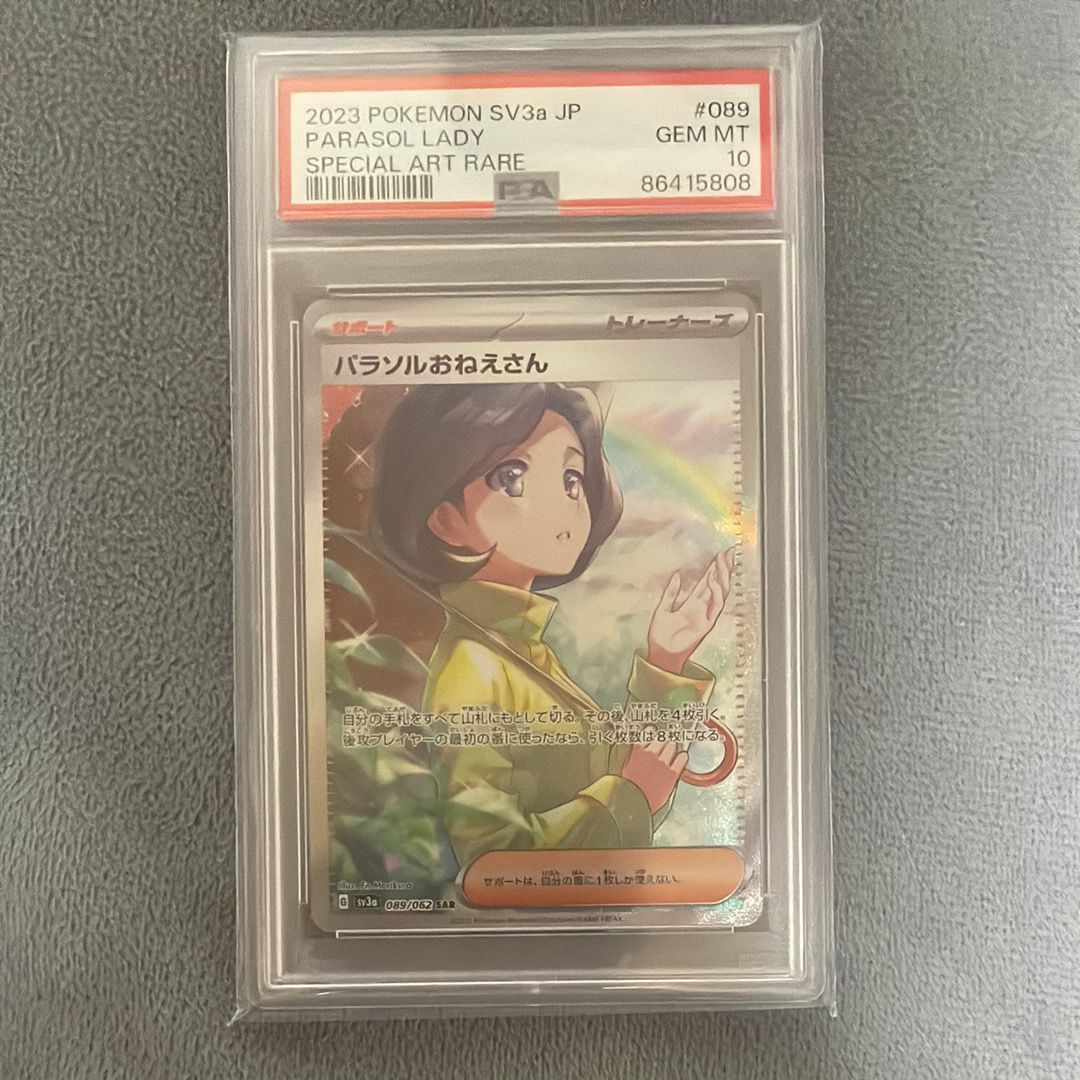 2023 POKEMON SV3a JP #089
PARASOL LADY GEM MT
SPECIAL ART RARE 10
PSA 86415808
サポート トレーナーズ
パラソルおねえさん
自分の手札をすべて山札にもどして切る。その後、山札を4枚引く。
後攻プレイヤーの最初の番に使ったなら、引く枚数は8枚になる。
サポートは、自分の番に1枚しか使えない。
Illus. En Morikura
G sv3a 089/062 SAR